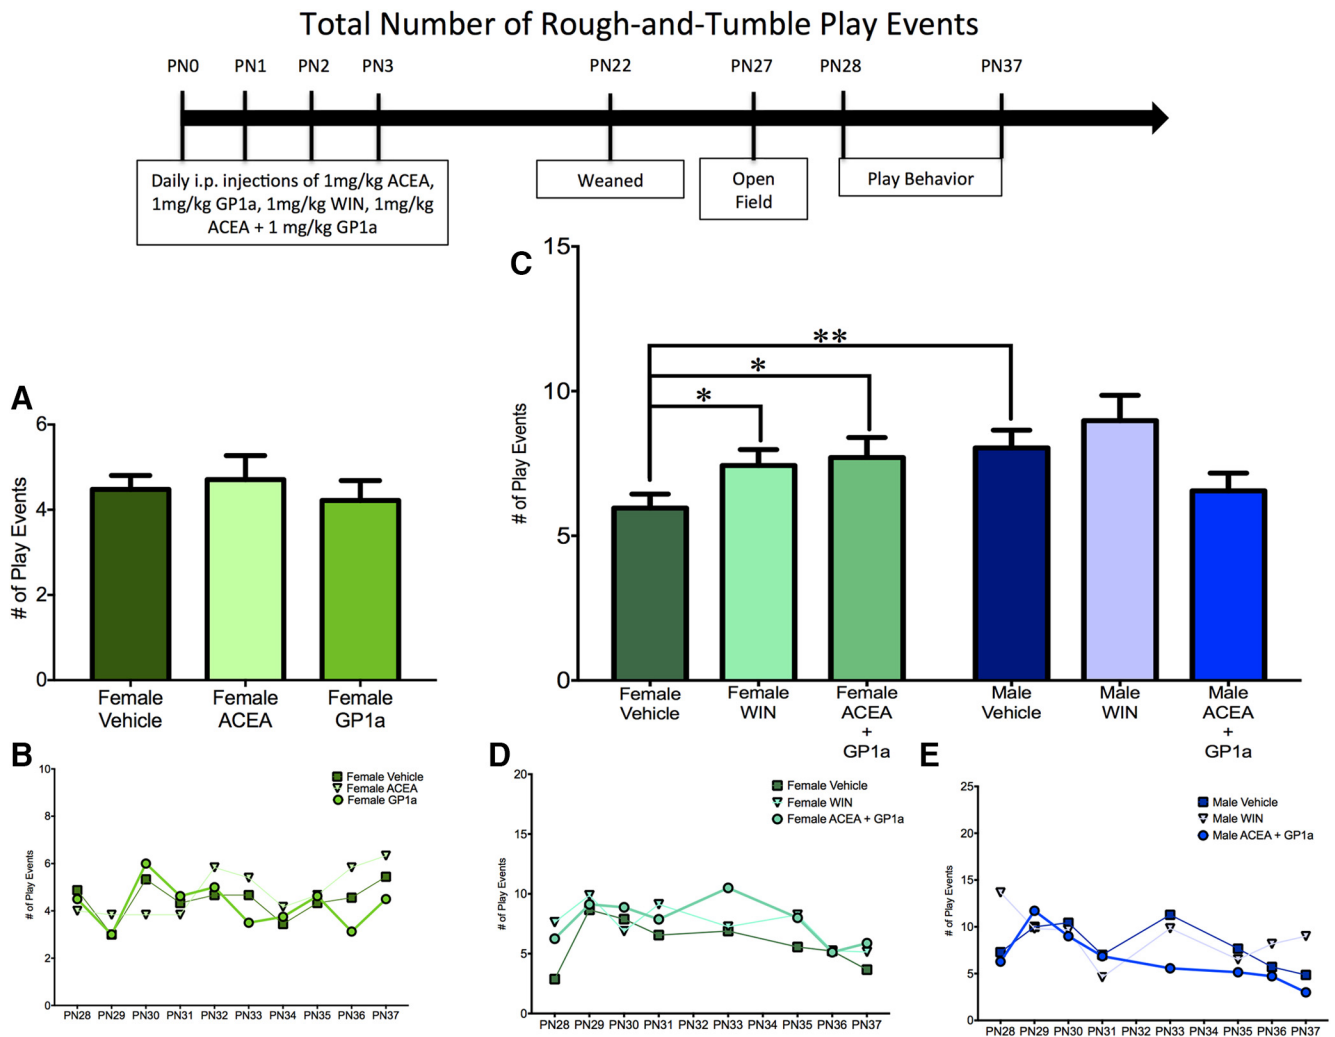 Total Number of Rough-and-Tumble Play Events
PN0 PN1 PN2 PN3 PN22 PN27 PN28 PN37
Daily i.p. injections of 1mg/kg ACEA,
1mg/kg GP1a, 1mg/kg WIN, 1mg/kg
ACEA + 1 mg/kg GP1a
Weaned
Open
Field
Play Behavior
A
# of Play Events
6
4
2
0
Female
Vehicle
Female
ACEA
Female
GP1a
C
# of Play Events
15
10
5
0
**
*
*
Female
Vehicle
Female
WIN
Female
ACEA
+
GP1a
Male
Vehicle
Male
WIN
Male
ACEA
+
GP1a
B
# of Play Events
10
8
6
4
2
0
Female Vehicle
Female ACEA
Female GP1a
PN28 PN29 PN30 PN31 PN32 PN33 PN34 PN35 PN36 PN37
D
# of Play Events
20
15
10
5
0
Female Vehicle
Female WIN
Female ACEA + GP1a
PN28 PN29 PN30 PN31 PN32 PN33 PN34 PN35 PN36 PN37
E
# of Play Events
25
20
15
10
5
0
Male Vehicle
Male WIN
Male ACEA + GP1a
PN28 PN29 PN30 PN31 PN32 PN33 PN34 PN35 PN36 PN37